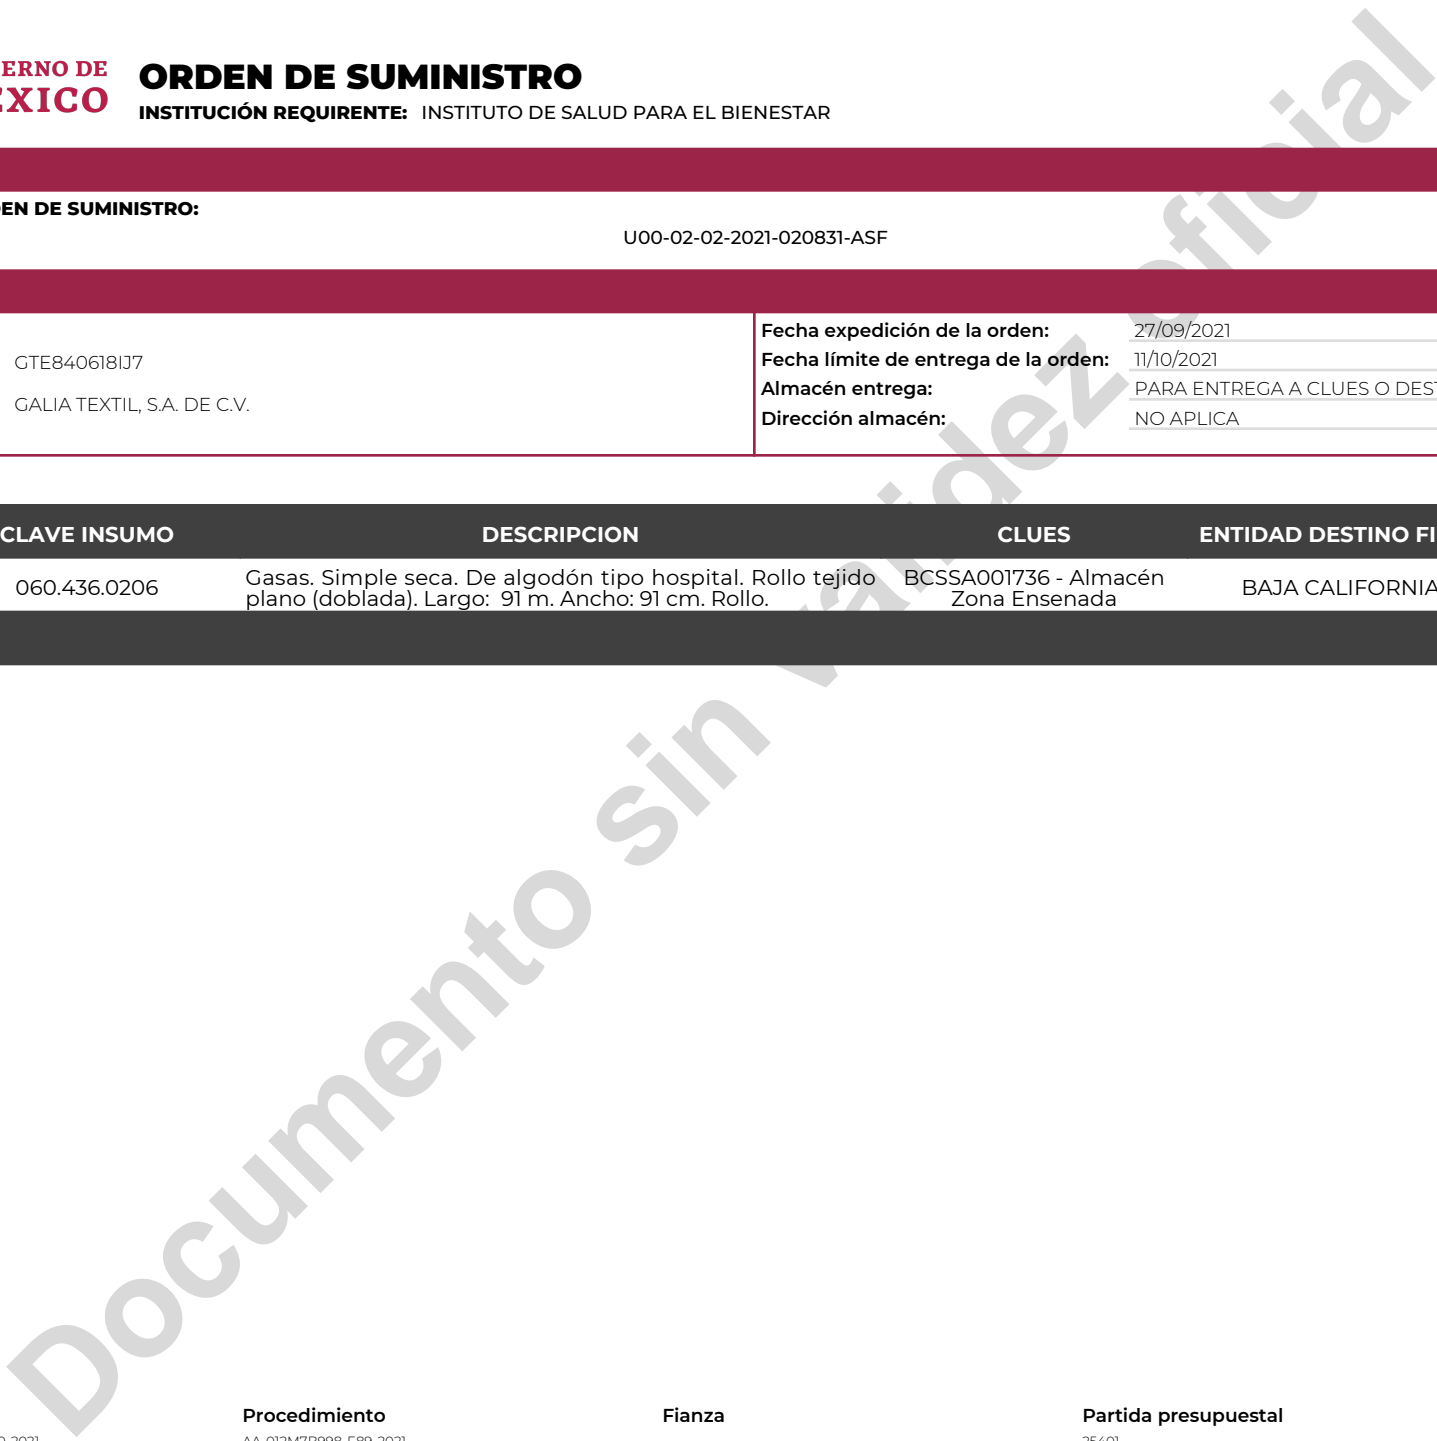 ERNO DE
EXICO
ORDEN DE SUMINISTRO
INSTITUCIÓN REQUIRENTE: INSTITUTO DE SALUD PARA EL BIENESTAR
EN DE SUMINISTRO:
U00-02-02-2021-020831-ASF
GTE840618IJ7
GALIA TEXTIL, S.A. DE C.V.
Fecha expedición de la orden: 27/09/2021
Fecha límite de entrega de la orden: 11/10/2021
Almacén entrega: PARA ENTREGA A CLUES O DEST
Dirección almacén: NO APLICA
CLAVE INSUMO DESCRIPCION CLUES ENTIDAD DESTINO FI
060.436.0206
Gasas. Simple seca. De algodón tipo hospital. Rollo tejido
plano (doblada). Largo: 91 m. Ancho: 91 cm. Rollo.
BCSSA001736 - Almacén
Zona Ensenada
BAJA CALIFORNIA
Documento sin validez oficial
Procedimiento Fianza Partida presupuestal